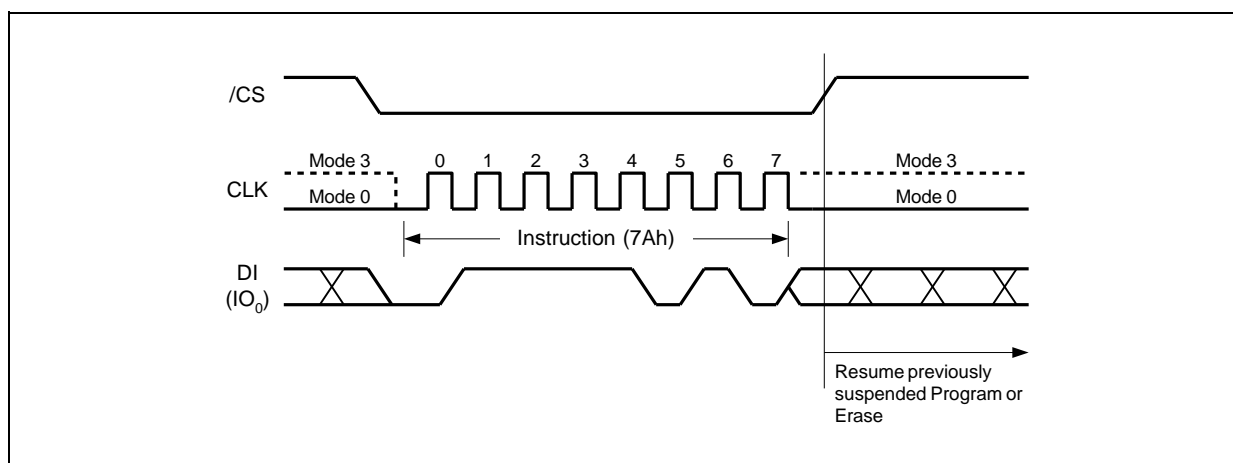 /CS
Mode 3 0 1 2 3 4 5 6 7 Mode 3
CLK
Mode 0 Mode 0
Instruction (7Ah)
DI
(IO₀)
Resume previously
suspended Program or
Erase